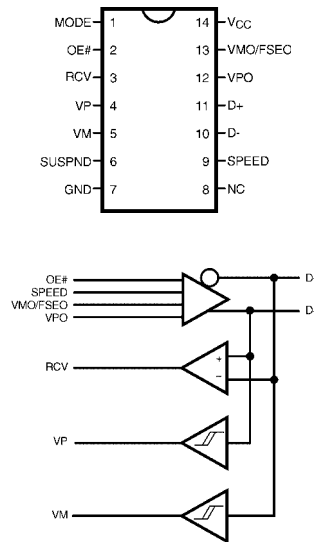 MODE 1 14 VCC
OE# 2 13 VMO/FSEO
RCV 3 12 VPO
VP 4 11 D+
VM 5 10 D-
SUSPND 6 9 SPEED
GND 7 8 NC
OE#
D
SPEED
VMO/FSEO
D
VPO
+
RCV
−
VP
VM